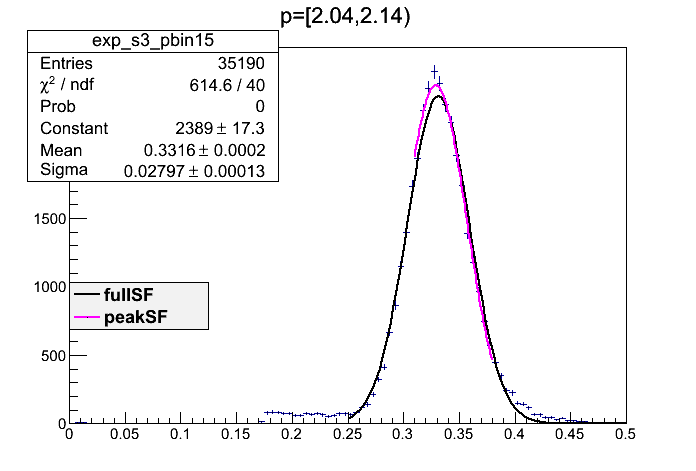 p=[2.04,2.14)
exp_s3_pbin15
Entries 35190
χ² / ndf 614.6 / 40
Prob 0
Constant 2389 ± 17.3
Mean 0.3316 ± 0.0002
Sigma 0.02797 ± 0.00013
1500
1000
fullSF
peakSF
500
0
0 0.05 0.1 0.15 0.2 0.25 0.3 0.35 0.4 0.45 0.5